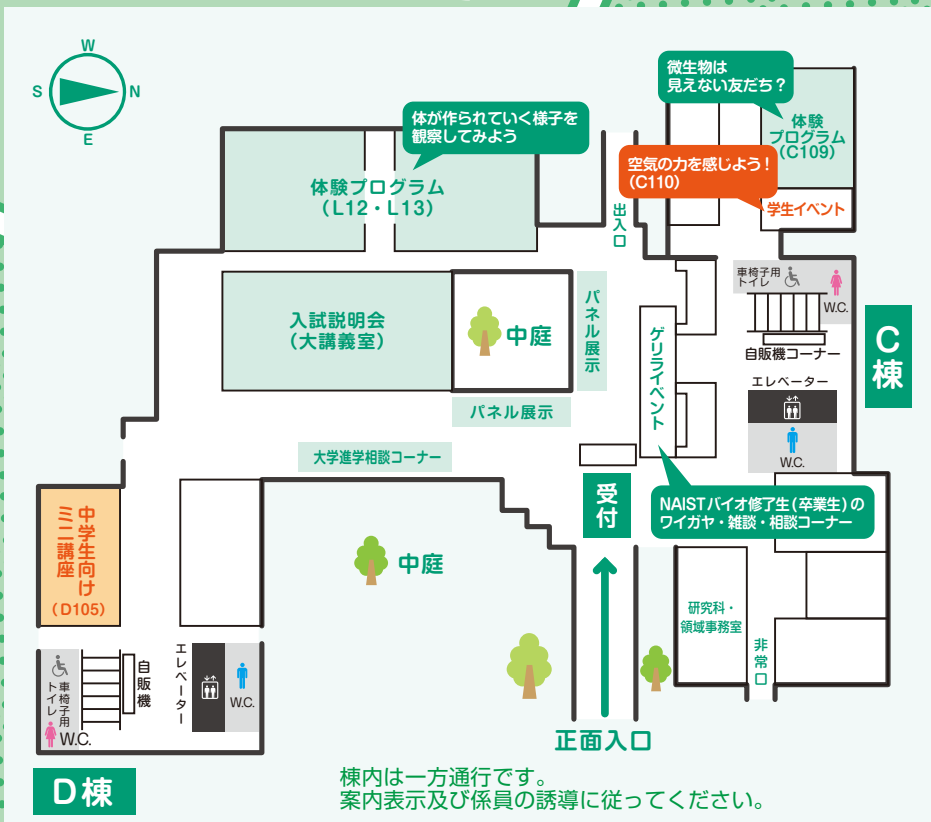 W
S
N
E
微生物は
見えない友だち？
体験
プログラム
(C109)
体が作られていく様子を
観察してみよう
体験プログラム
(L12・L13)
空気の力を感じよう！
(C110)
学生イベント
出入口
車椅子用
トイレ
W.C.
自販機コーナー
C棟
入試説明会
(大講義室)
中庭
パネル展示
パネル展示
ゲリライベント
エレベーター
W.C.
大学進学相談コーナー
受付
NAISTバイオ修了生(卒業生)の
ワイガヤ・雑談・相談コーナー
中学生向け
ミニ講座
(D105)
中庭
研究科・
領域事務室
非常口
車椅子用
トイレ
W.C.
自販機
エレベーター
W.C.
正面入口
D棟
棟内は一方通行です。
案内表示及び係員の誘導に従ってください。